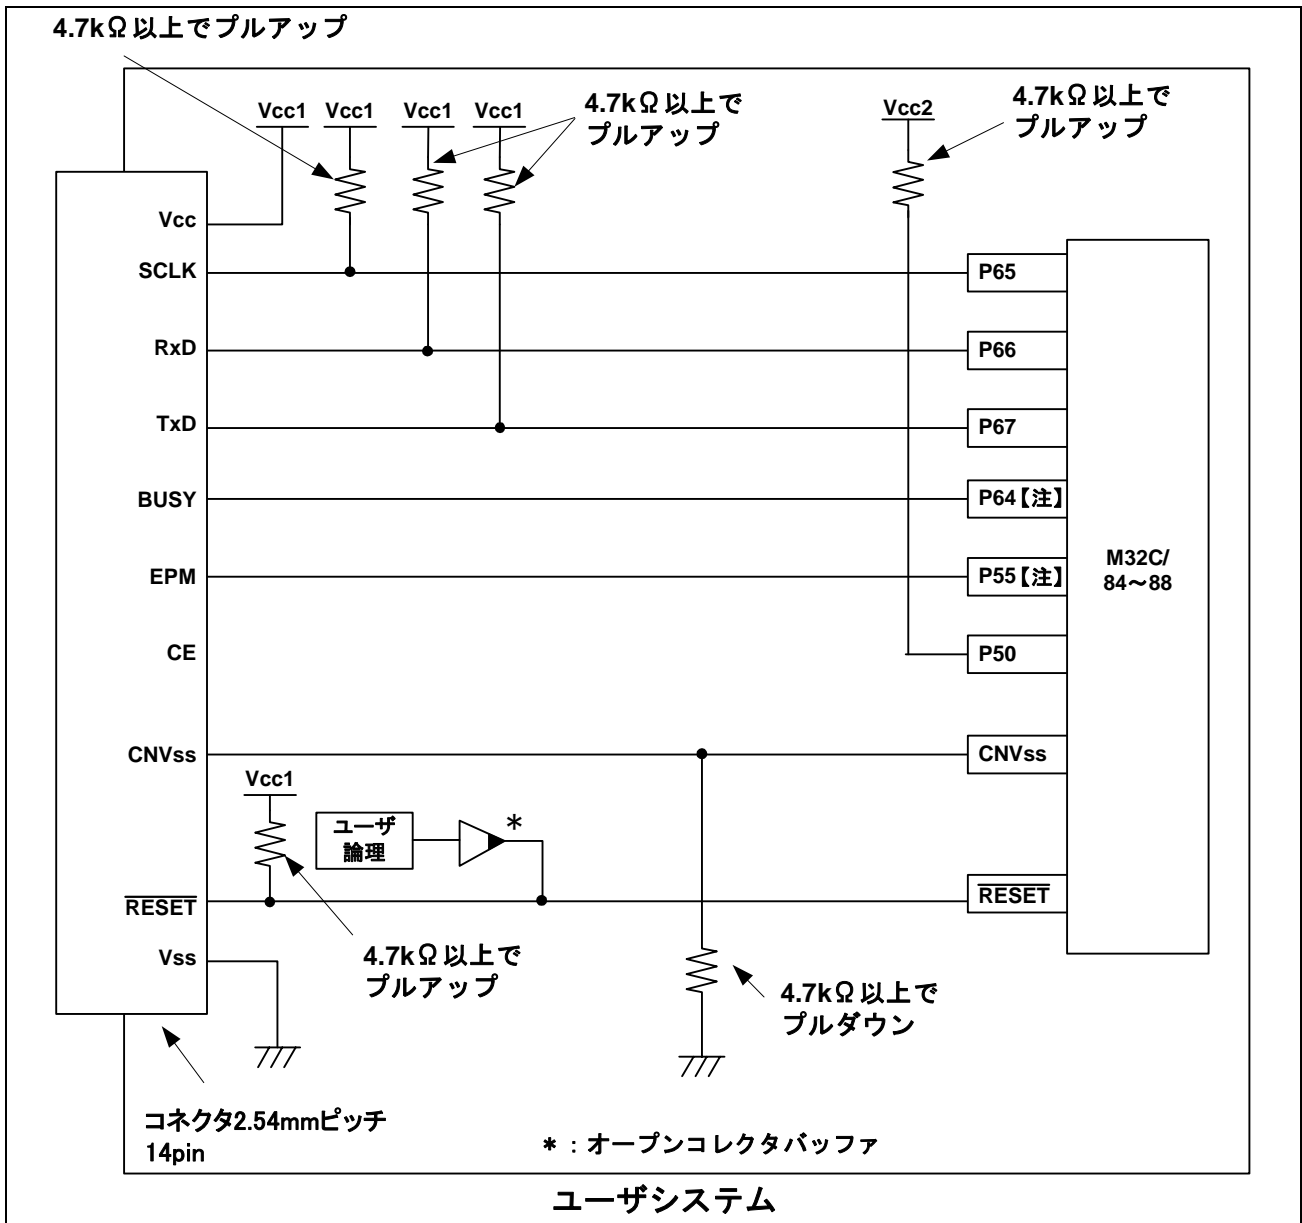 4.7kΩ以上でプルアップ
Vcc1
Vcc1
Vcc1
Vcc1
4.7kΩ以上で
プルアップ
Vcc2
4.7kΩ以上で
プルアップ
Vcc
SCLK
P65
RxD
P66
TxD
P67
BUSY
P64【注】
EPM
P55【注】
M32C/
84～88
CE
P50
CNVss
CNVss
Vcc1
ユーザ
論理
*
RESET
RESET
Vss
4.7kΩ以上で
プルアップ
4.7kΩ以上で
プルダウン
コネクタ2.54mmピッチ
14pin
*：オープンコレクタバッファ
ユーザシステム